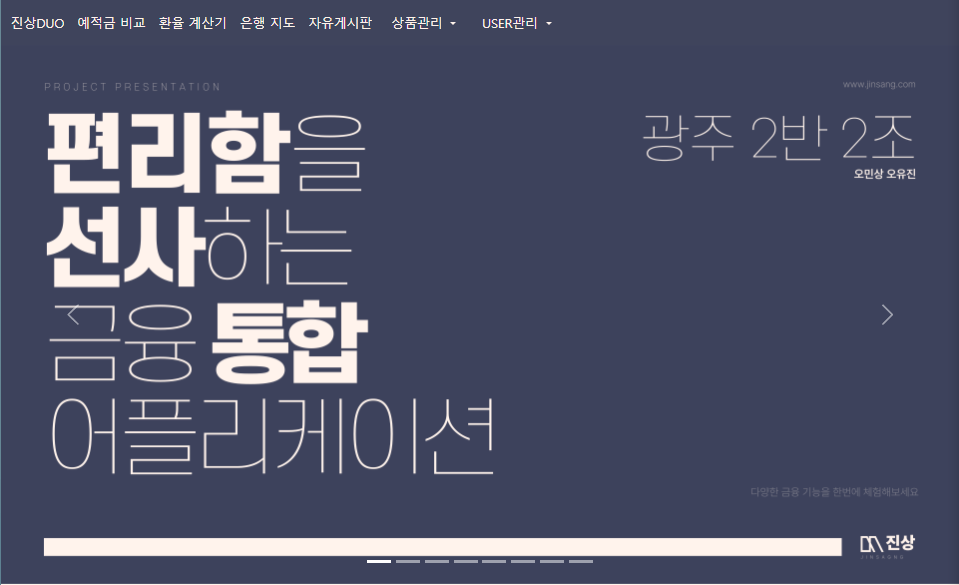 진상DUO 예적금 비교 환율 계산기 은행 지도 자유게시판 상품관리 USER관리
PROJECT PRESENTATION
www.jinsang.com
편리함을
선사하는
금융 통합
어플리케이션
광주 2반 2조
오민상 오유진
다양한 금융 기능을 한번에 체험해보세요
진상
JINSANG